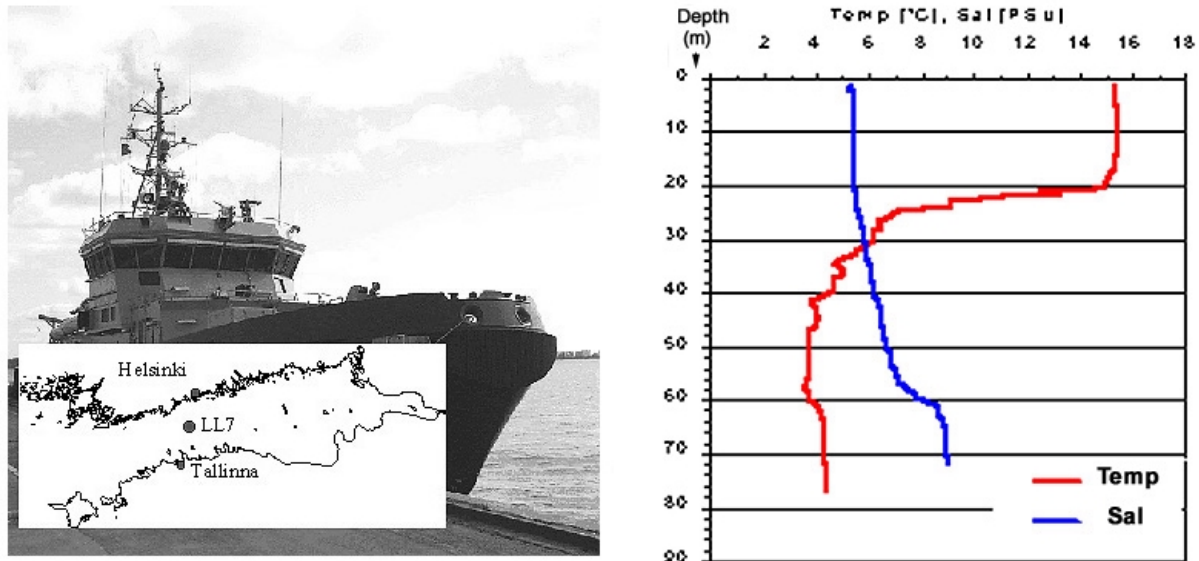 Helsinki
LL7
Tallinna
Depth
(m)
Temp [°C], Sal [PSu]
2 4 6 8 10 12 14 16 18
0
10
20
30
40
50
60
70
80
90
Temp
Sal